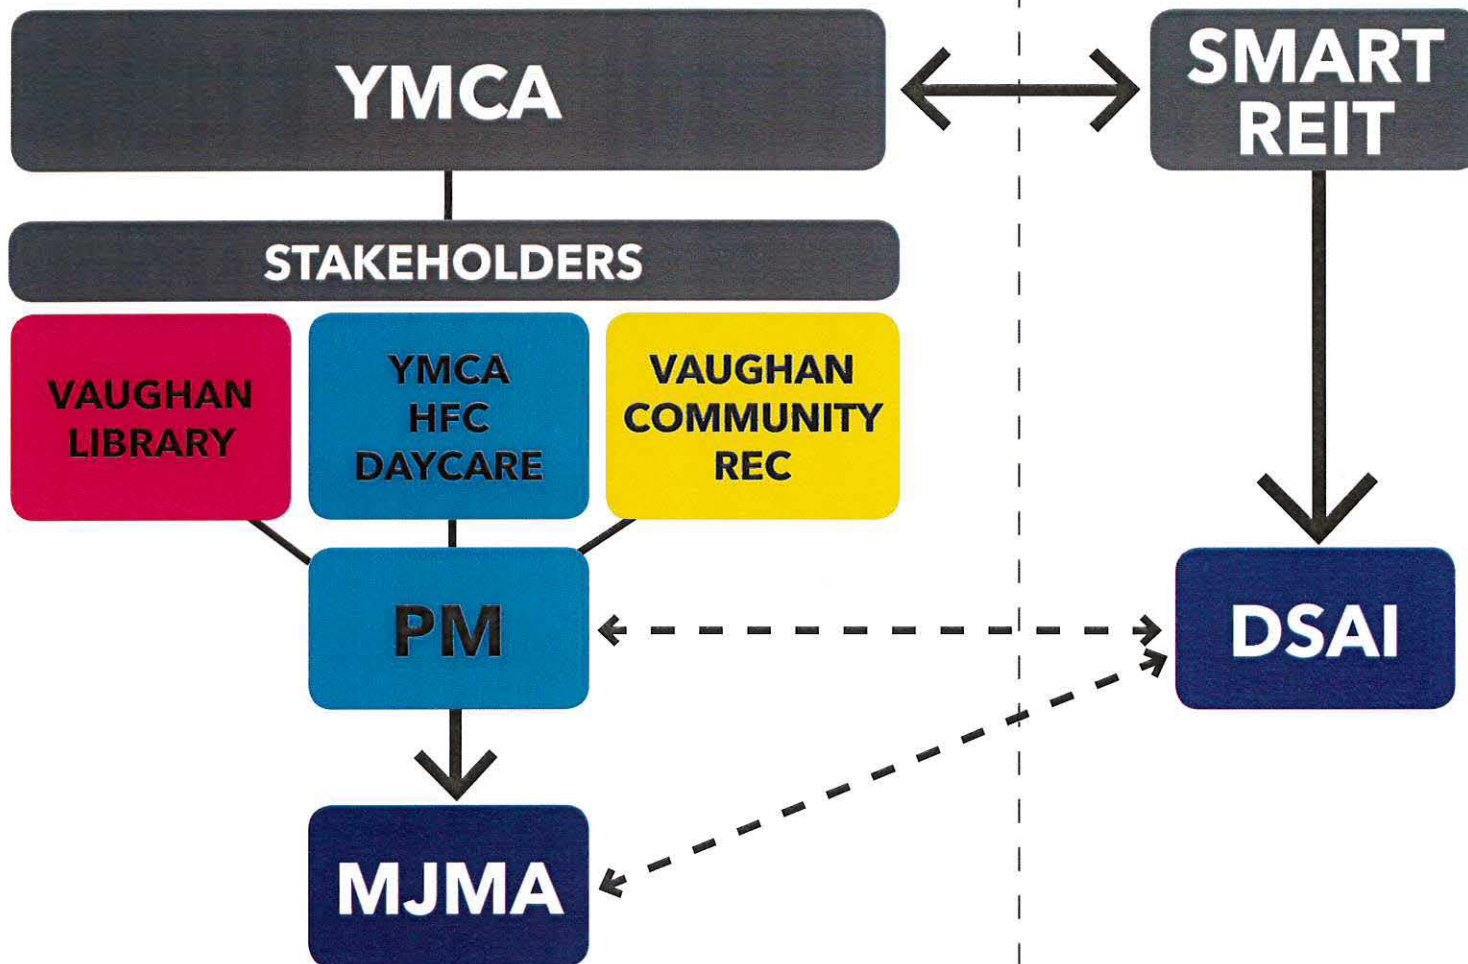 YMCA
SMART
REIT
STAKEHOLDERS
VAUGHAN
LIBRARY
YMCA
HFC
DAYCARE
VAUGHAN
COMMUNITY
REC
PM
DSAI
MJMA